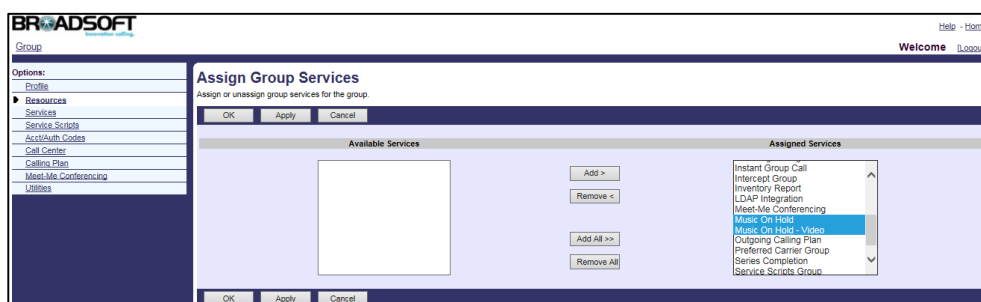 BROADSOFT
Innovation calling.
Help - Hom
Group
Welcome [Logou
Options:
Profile
Resources
Services
Service Scripts
Acct/Auth Codes
Call Center
Calling Plan
Meet-Me Conferencing
Utilities
Assign Group Services
Assign or unassign group services for the group.
OK Apply Cancel
Available Services Assigned Services
Add >
Remove <
Add All >>
Remove All
Instant Group Call
Intercept Group
Inventory Report
LDAP Integration
Meet-Me Conferencing
Music On Hold
Music On Hold - Video
Outgoing Calling Plan
Preferred Carrier Group
Series Completion
Service Scripts Group
OK Apply Cancel